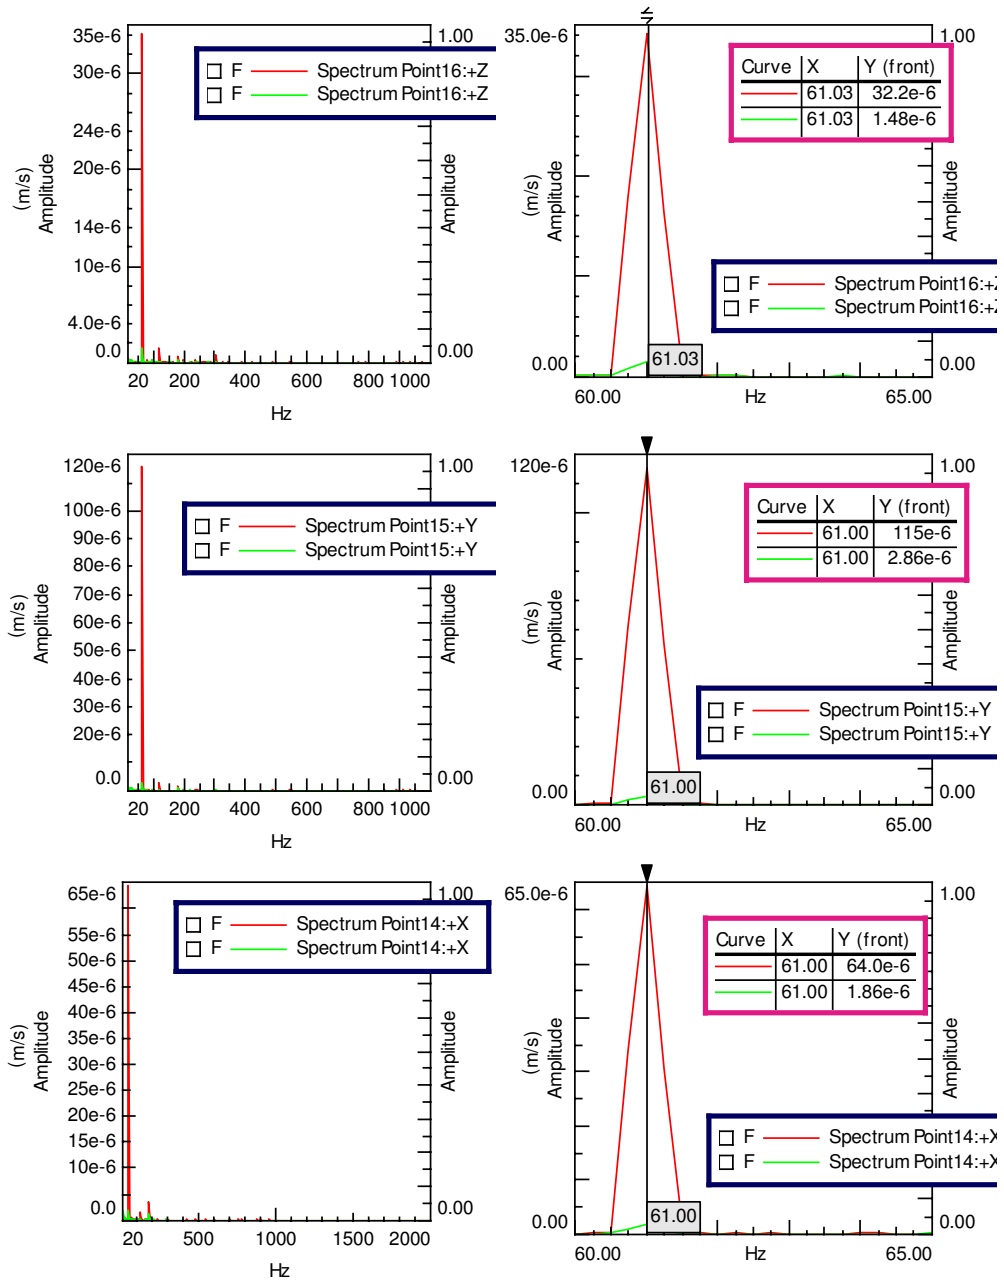 35e-6
30e-6
24e-6
20e-6
14e-6
10e-6
4.0e-6
0.0
(m/s)
Amplitude
F Spectrum Point16:+Z
F Spectrum Point16:+Z
1.00
0.00
Amplitude
20 200 400 600 800 1000
Hz
35.0e-6
0.00
(m/s)
Amplitude
Curve X Y (front)
61.03 32.2e-6
61.03 1.48e-6
F Spectrum Point16:+Z
F Spectrum Point16:+Z
61.03
1.00
0.00
Amplitude
60.00 Hz 65.00
120e-6
100e-6
90e-6
80e-6
70e-6
60e-6
50e-6
40e-6
30e-6
20e-6
0.0
(m/s)
Amplitude
F Spectrum Point15:+Y
F Spectrum Point15:+Y
1.00
0.00
Amplitude
20 200 400 600 800 1000
Hz
120e-6
0.00
(m/s)
Amplitude
Curve X Y (front)
61.00 115e-6
61.00 2.86e-6
F Spectrum Point15:+Y
F Spectrum Point15:+Y
61.00
1.00
0.00
Amplitude
60.00 Hz 65.00
65e-6
55e-6
50e-6
45e-6
40e-6
35e-6
30e-6
25e-6
20e-6
15e-6
10e-6
0.0
(m/s)
Amplitude
F Spectrum Point14:+X
F Spectrum Point14:+X
1.00
0.00
Amplitude
20 500 1000 1500 2000
Hz
65.0e-6
0.00
(m/s)
Amplitude
Curve X Y (front)
61.00 64.0e-6
61.00 1.86e-6
F Spectrum Point14:+X
F Spectrum Point14:+X
61.00
1.00
0.00
Amplitude
60.00 Hz 65.00